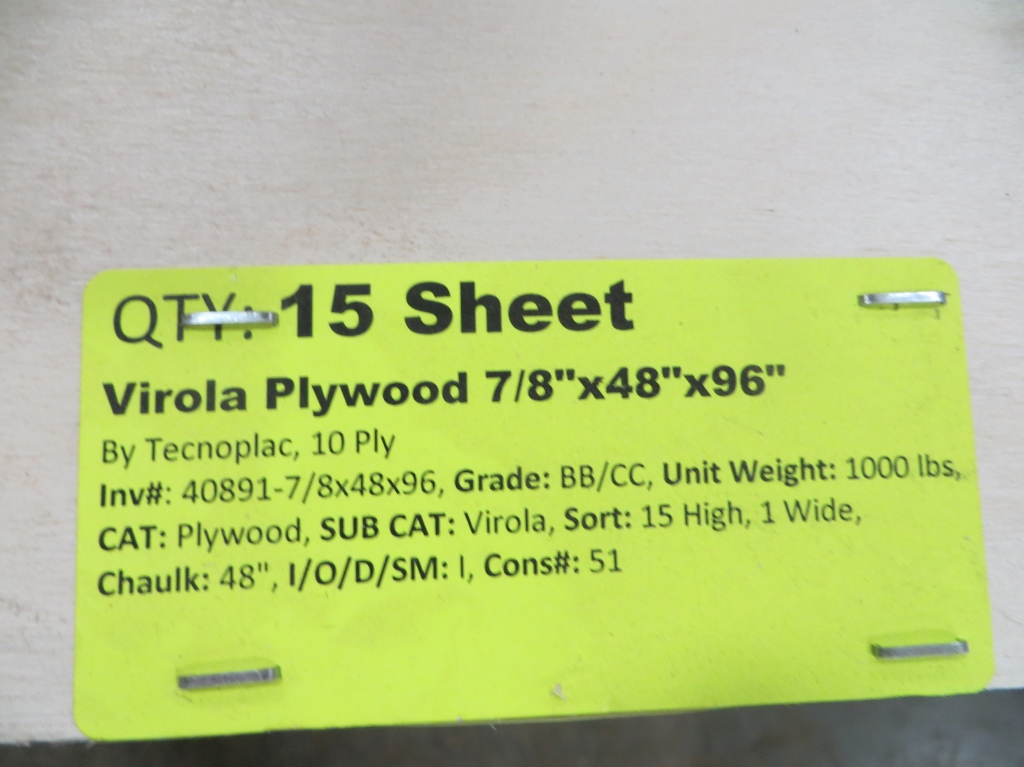 QTY: 15 Sheet
Virola Plywood 7/8"x48"x96"
By Tecnoplac, 10 Ply
Inv#: 40891-7/8x48x96, Grade: BB/CC, Unit Weight: 1000 lbs,
CAT: Plywood, SUB CAT: Virola, Sort: 15 High, 1 Wide,
Chaulk: 48", I/O/D/SM: I, Cons#: 51